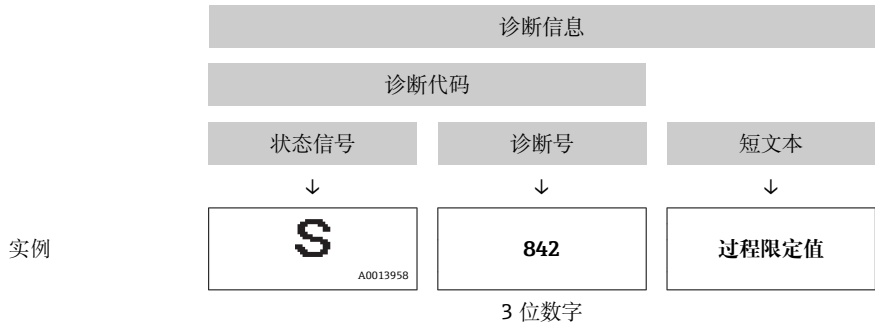 诊断信息
诊断代码
状态信号 诊断号 短文本
↓ ↓ ↓
实例 S 842 过程限定值
A0013958
3 位数字